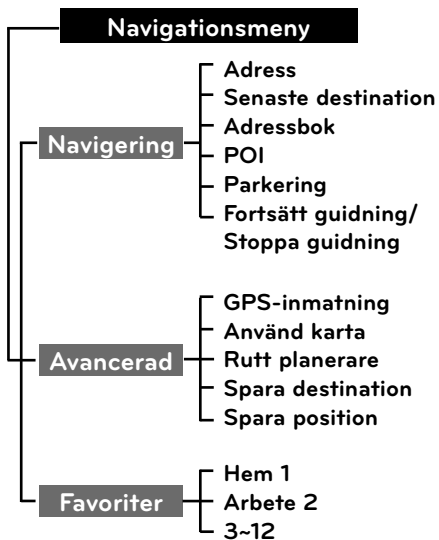 Navigationsmeny
Navigering
Adress
Senaste destination
Adressbok
POI
Parkering
Fortsätt guidning/
Stoppa guidning
Avancerad
GPS-inmatning
Använd karta
Rutt planerare
Spara destination
Spara position
Favoriter
Hem 1
Arbete 2
3~12